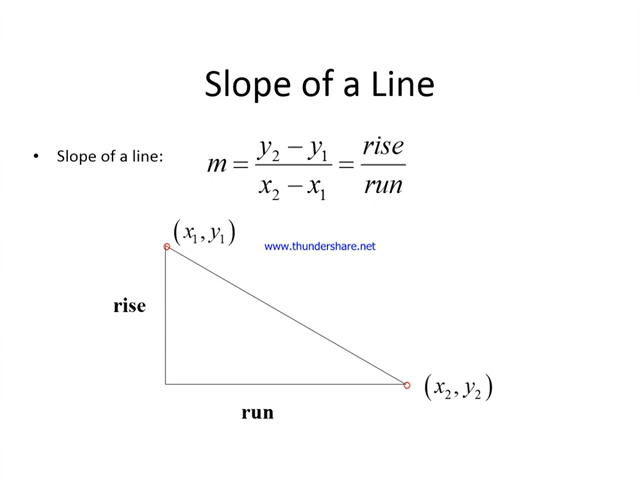 Slope of a Line
• Slope of a line: m = (y₂ − y₁)/(x₂ − x₁) = rise/run
(x₁, y₁)
www.thundershare.net
rise
(x₂, y₂)
run